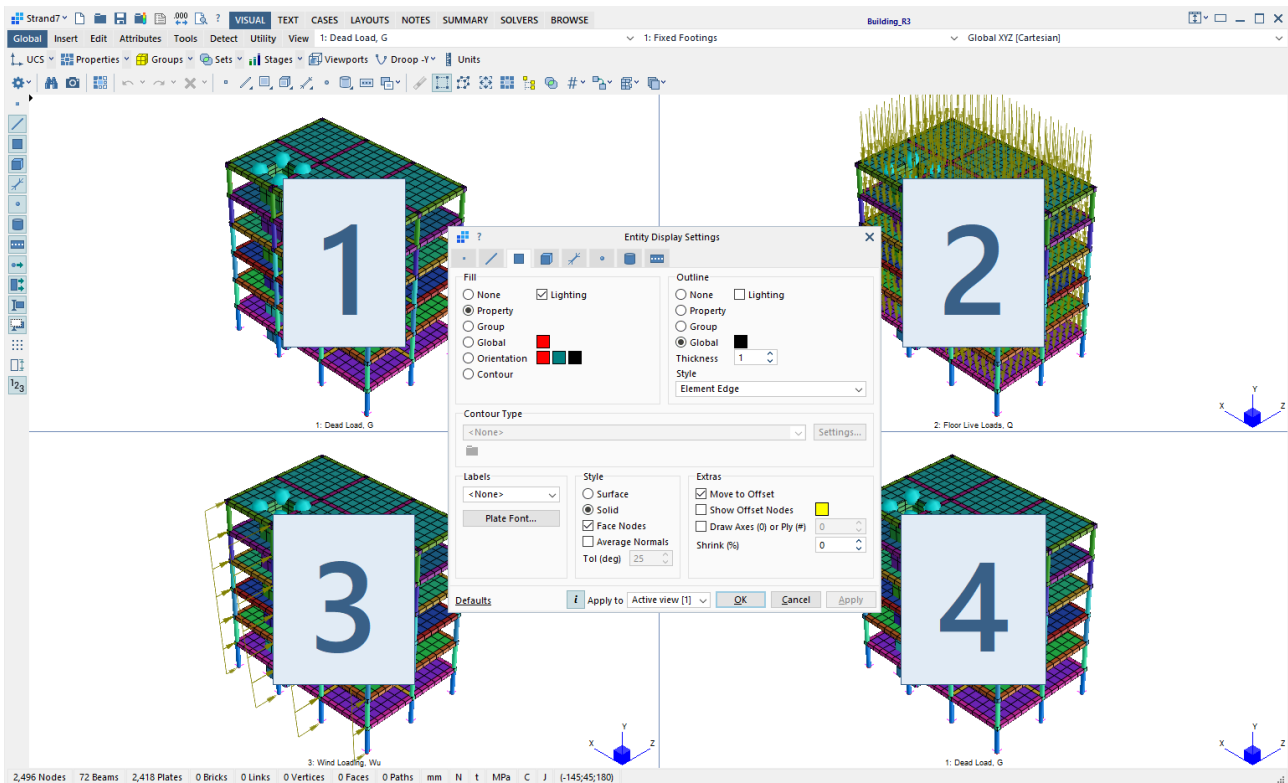 Strand7 .000 ? VISUAL TEXT CASES LAYOUTS NOTES SUMMARY SOLVERS BROWSE Building_R3
Global Insert Edit Attributes Tools Detect Utility View 1: Dead Load, G 1: Fixed Footings Global XYZ [Cartesian]
UCS Properties Groups Sets Stages Viewports Droop -Y Units
#
123
1
2
? Entity Display Settings
Fill
None Lighting
Property
Group
Global
Orientation
Contour
Outline
None Lighting
Property
Group
Global
Thickness 1
Style
Element Edge
Contour Type
<None> Settings...
Labels
<None>
Plate Font...
Style
Surface
Solid
Face Nodes
Average Normals
Tol (deg) 25
Extras
Move to Offset
Show Offset Nodes
Draw Axes (0) or Ply (#) 0
Shrink (%) 0
Defaults i Apply to Active view [1] OK Cancel Apply
1: Dead Load, G
2: Floor Live Loads, Q
Y
X Z
3
4
3: Wind Loading, Wu
Y
X Z
1: Dead Load, G
Y
X Z
2,496 Nodes 72 Beams 2,418 Plates 0 Bricks 0 Links 0 Vertices 0 Faces 0 Paths mm N t MPa C J (-145;45;180)